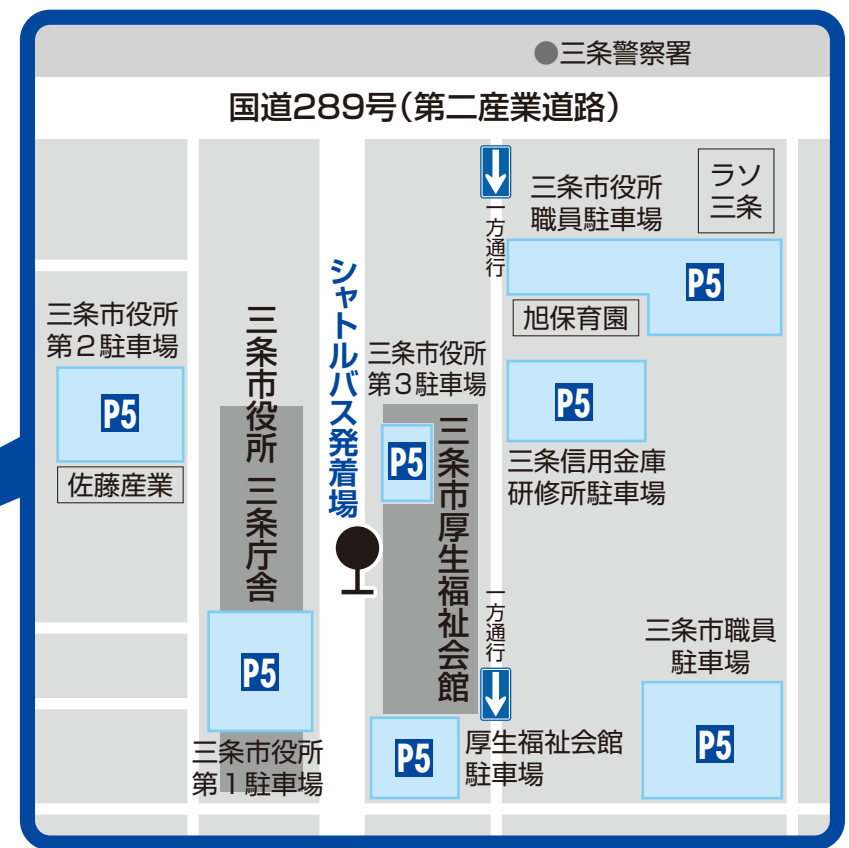 ●三条警察署
国道289号(第二産業道路)
一方通行
三条市役所
職員駐車場
ラソ
三条
P5
旭保育園
シャトルバス発着場
三条市役所
第2駐車場
P5
佐藤産業
三条市役所 三条庁舎
三条市役所
第3駐車場
P5
三条市厚生福祉会館
P5
三条信用金庫
研修所駐車場
一方通行
三条市職員
駐車場
P5
P5
三条市役所
第1駐車場
P5
厚生福祉会館
駐車場